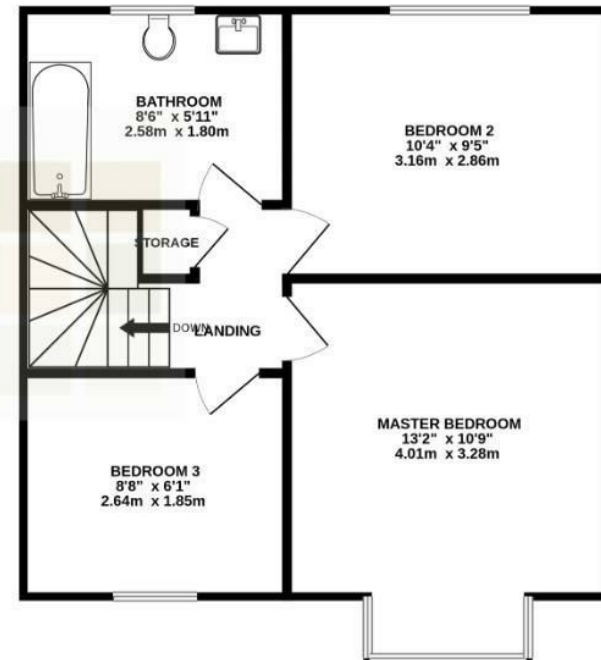 BATHROOM
8'6" x 5'11"
2.58m x 1.80m
BEDROOM 2
10'4" x 9'5"
3.16m x 2.86m
STORAGE
DOWN
LANDING
MASTER BEDROOM
13'2" x 10'9"
4.01m x 3.28m
BEDROOM 3
8'8" x 6'1"
2.64m x 1.85m